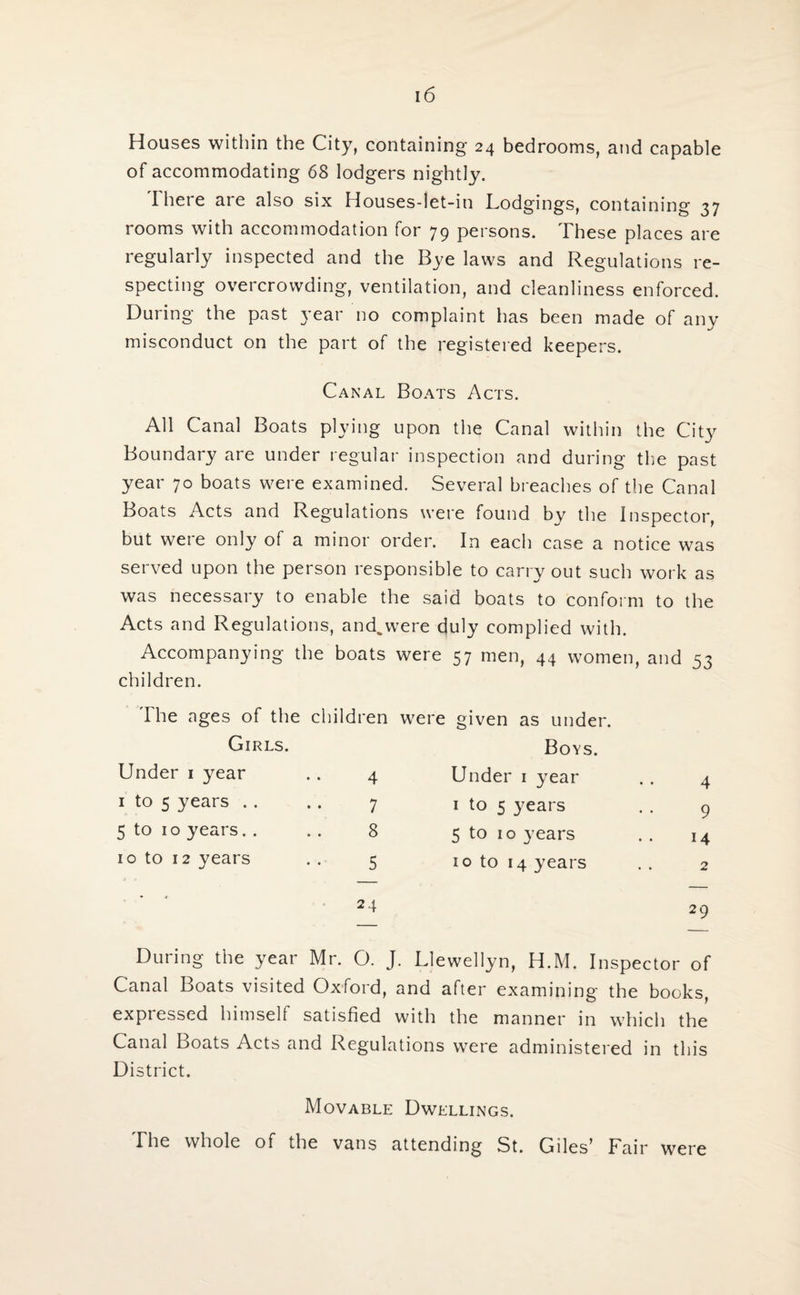 16
Houses within the City, containing 24 bedrooms, and capable
of accommodating 68 lodgers nightly.
There are also six Houses-let-in Lodgings, containing 37
rooms with accommodation for 79 persons. These places are
regularly inspected and the Bye laws and Regulations re-
specting overcrowding, ventilation, and cleanliness enforced.
During the past year no complaint has been made of any
misconduct on the part of the registered keepers.
Canal Boats Acts.
All Canal Boats plying upon the Canal within the City
Boundary are under regular inspection and during the past
year 70 boats were examined. Several breaches of the Canal
Boats Acts and Regulations were found by the Inspector,
but were only of a minor order. In each case a notice was
served upon the person responsible to carry out such work as
was necessary to enable the said boats to conform to the
Acts and Regulations, and were duly complied with.
Accompanying the boats were 57 men, 44 women, and 53
children.
The ages of the children were given as under.
Girls. Boys.
Under 1 year .. 4 Under 1 year .. 4
1 to 5 years .. .. 7 1 to 5 years .. 9
5 to 10 years.. .. 8 5 to 10 years .. 14
10 to 12 years .. 5 10 to 14 years .. 2
24 29
During the year Mr. O. J. Llewellyn, H.M. Inspector of
Canal Boats visited Oxford, and after examining the books,
expressed himself satisfied with the manner in which the
Canal Boats Acts and Regulations were administered in this
District.
Movable Dwellings.
The whole of the vans attending St. Giles' Fair were